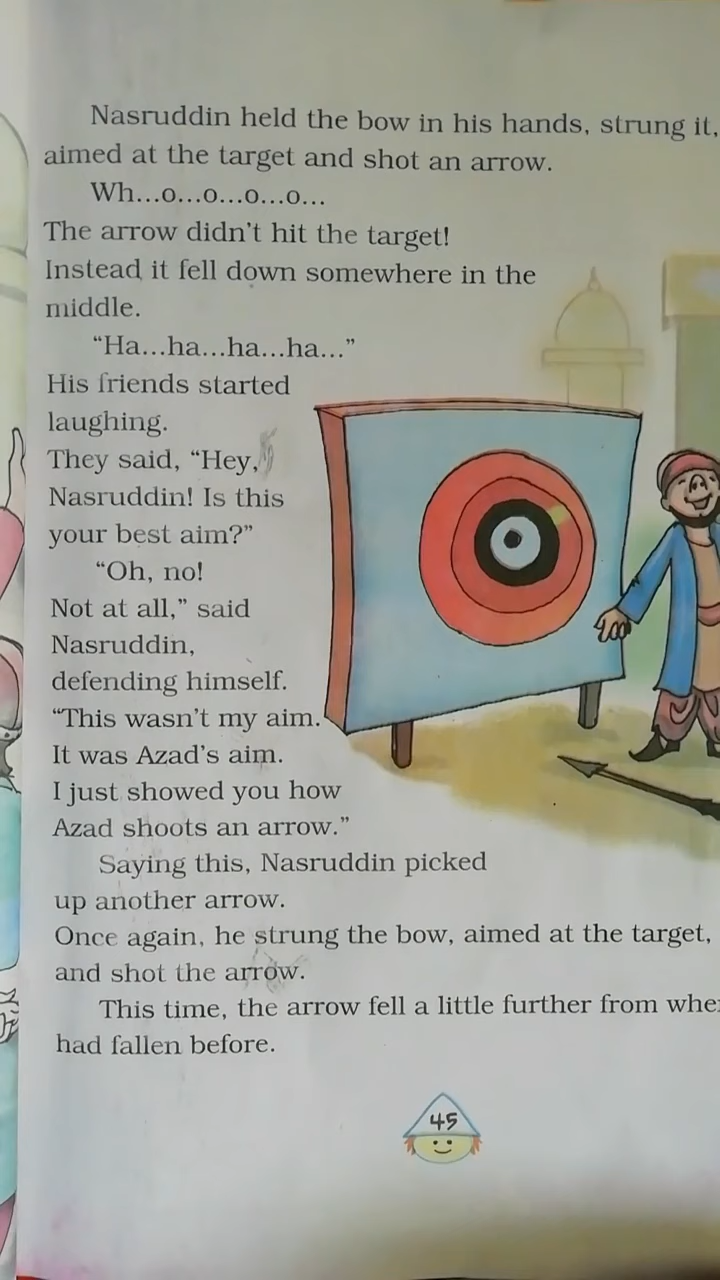 Nasruddin held the bow in his hands, strung it,
aimed at the target and shot an arrow.
Wh...o...o...o...o...
The arrow didn't hit the target!
Instead it fell down somewhere in the
middle.
“Ha...ha...ha...ha...”
His friends started
laughing.
They said, “Hey,
Nasruddin! Is this
your best aim?”
“Oh, no!
Not at all,” said
Nasruddin,
defending himself.
“This wasn't my aim.
It was Azad's aim.
I just showed you how
Azad shoots an arrow.”
Saying this, Nasruddin picked
up another arrow.
Once again, he strung the bow, aimed at the target,
and shot the arrow.
This time, the arrow fell a little further from
had fallen before.
45